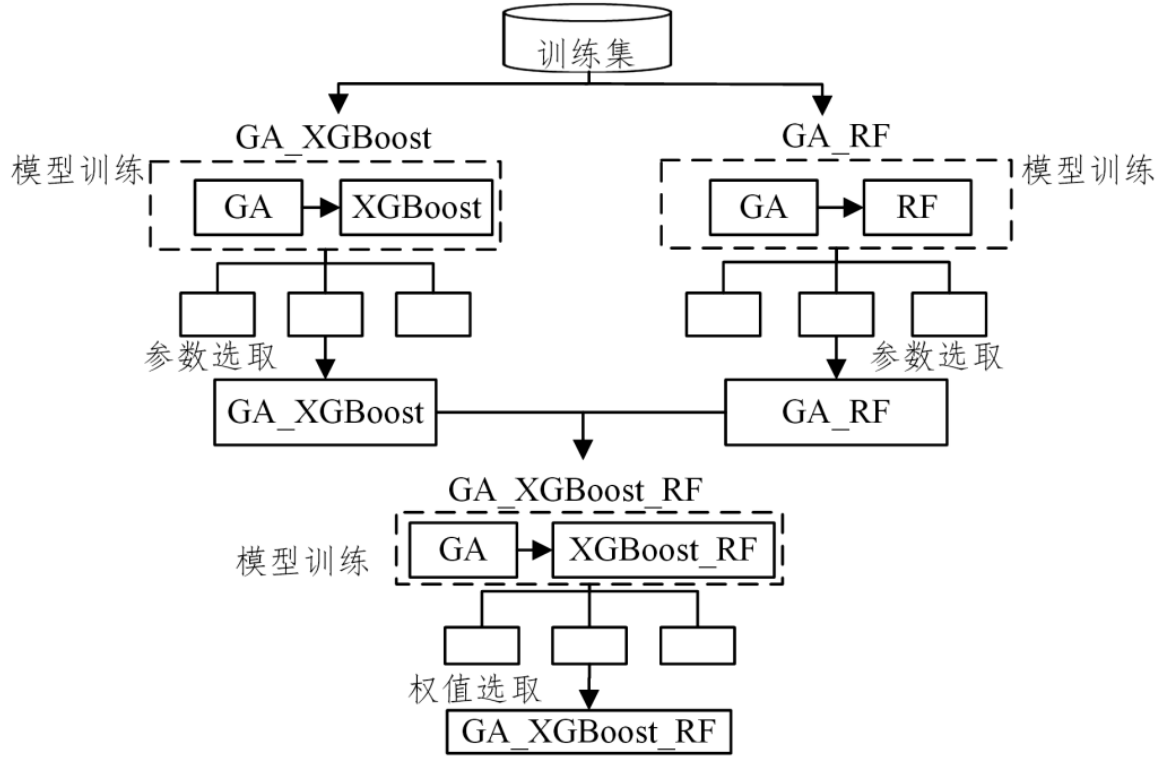 训练集
GA_XGBoost
GA_RF
模型训练
GA
XGBoost
GA
RF
模型训练
参数选取
参数选取
GA_XGBoost
GA_RF
GA_XGBoost_RF
模型训练
GA
XGBoost_RF
权值选取
GA_XGBoost_RF